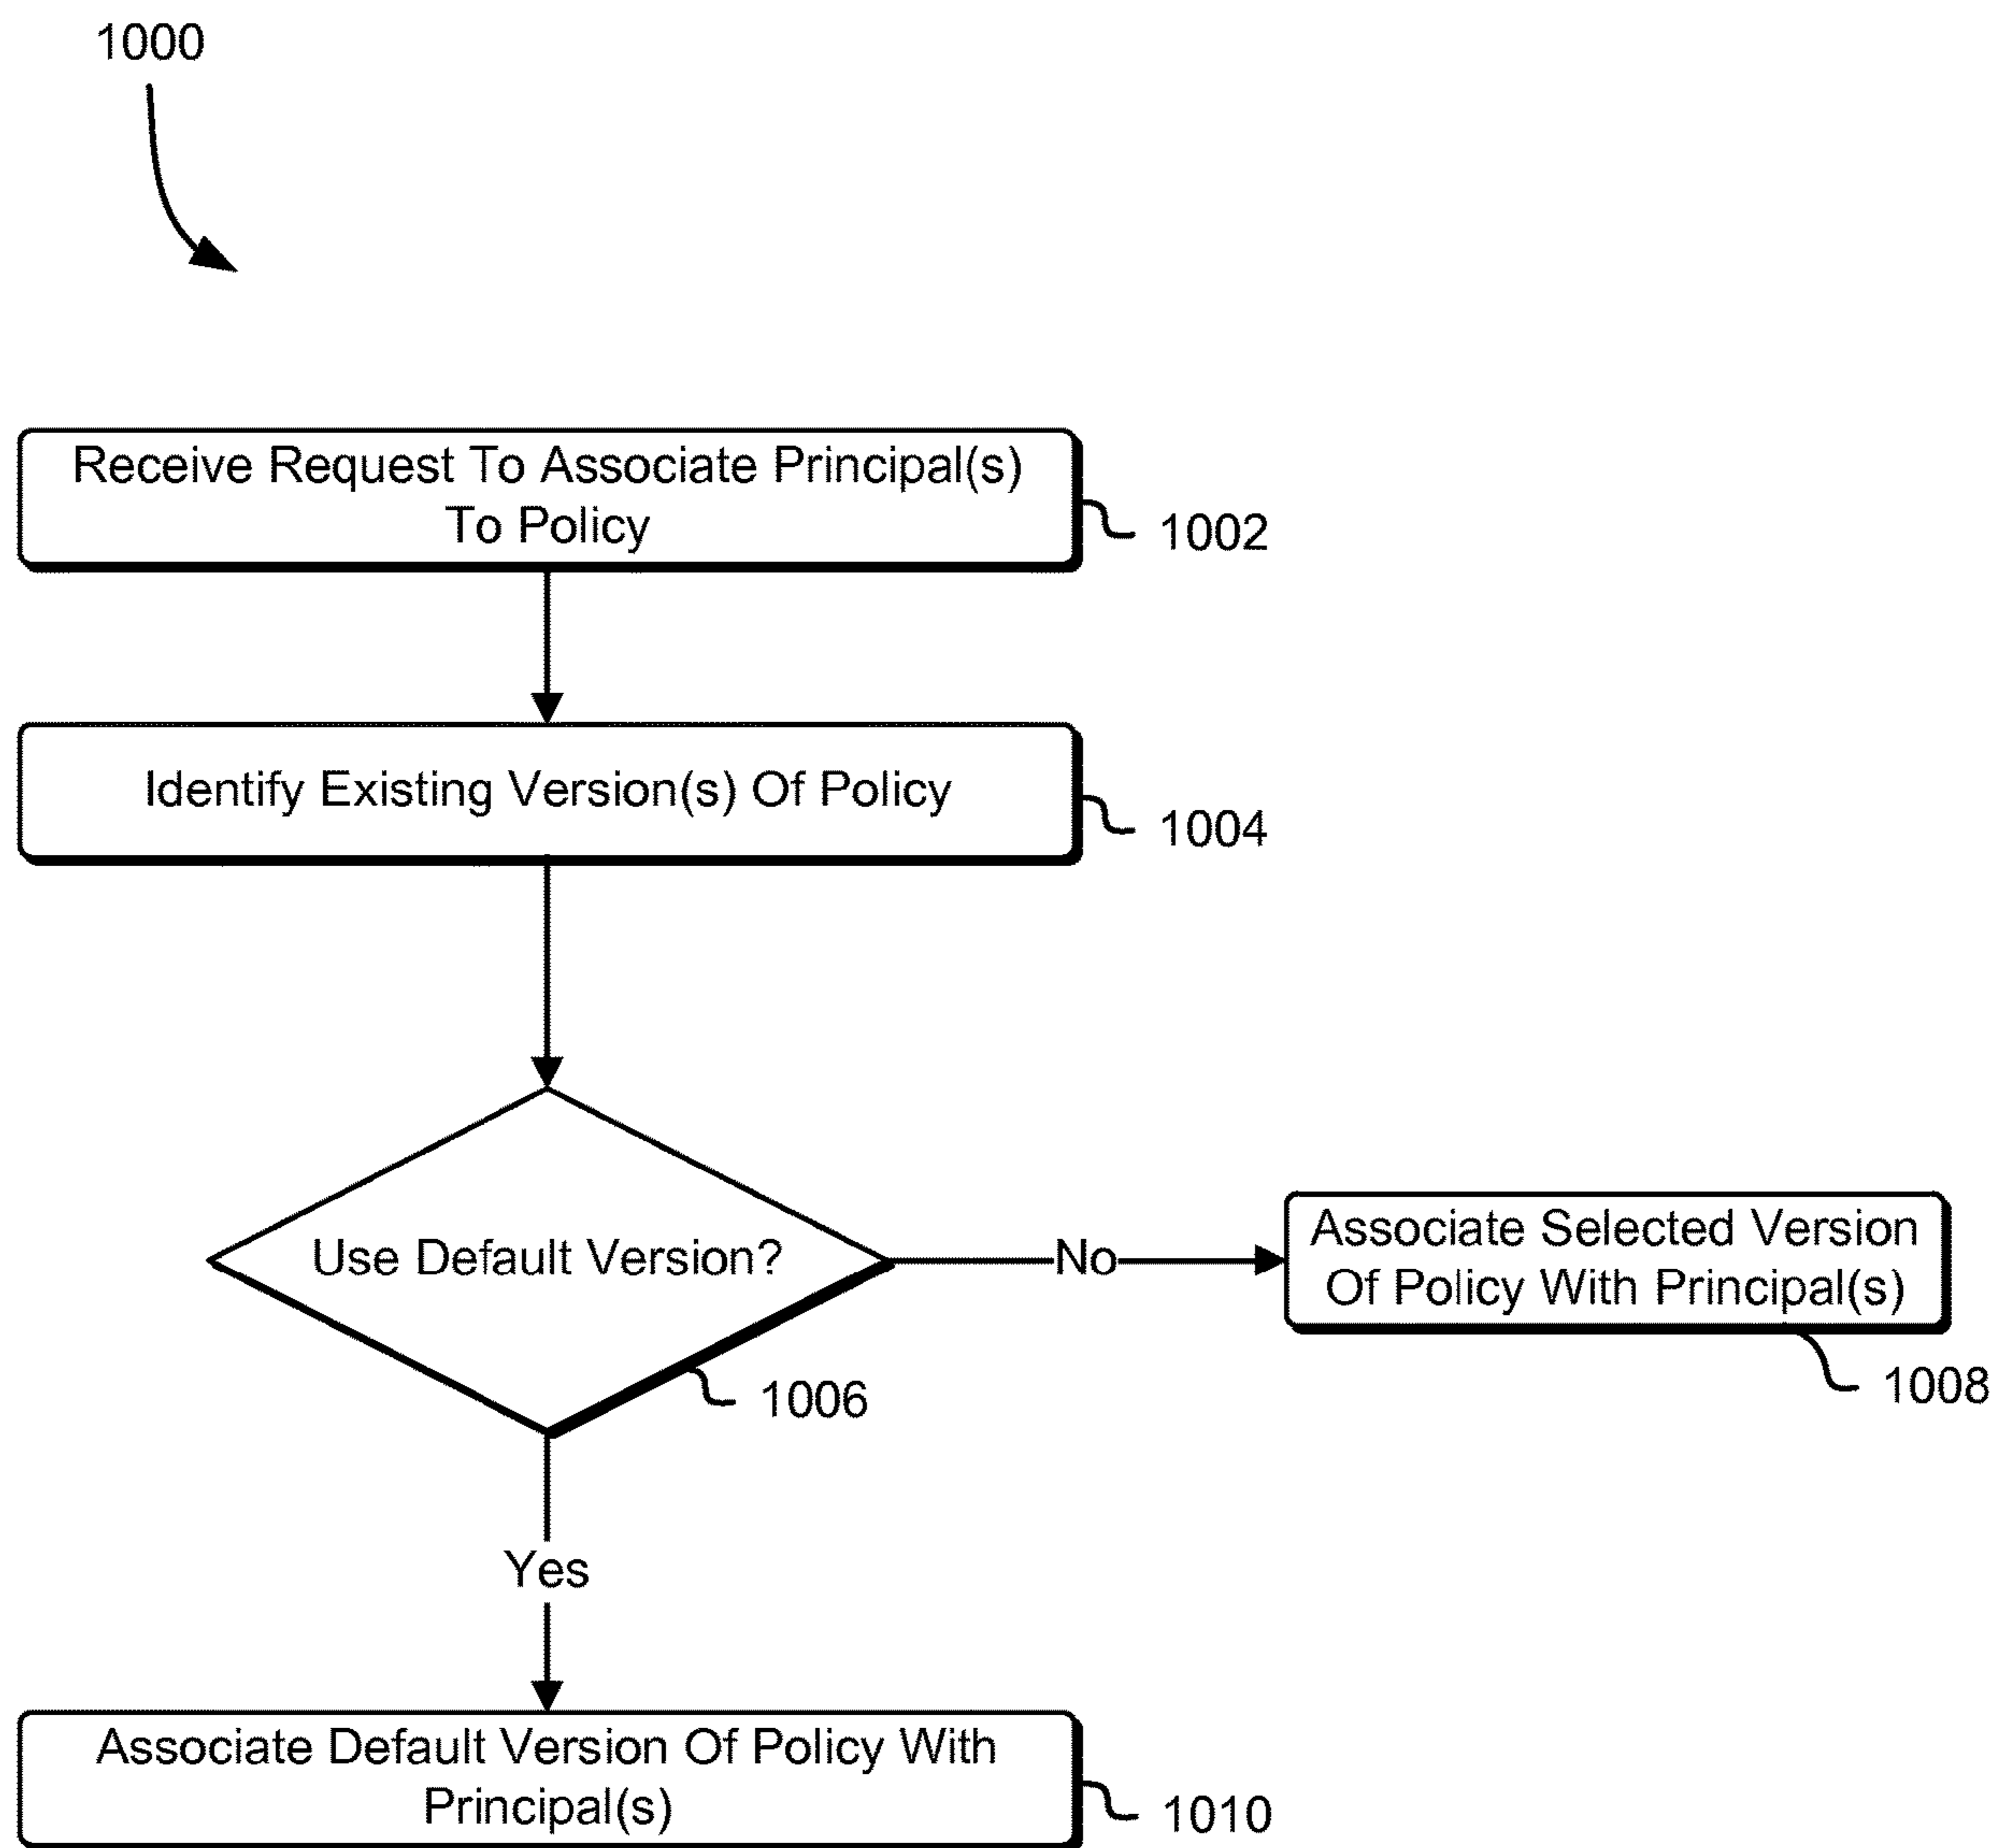 1000
Receive Request To Associate Principal(s)
To Policy
1002
Identify Existing Version(s) Of Policy
1004
Use Default Version?
No
Associate Selected Version
Of Policy With Principal(s)
1006
1008
Yes
Associate Default Version Of Policy With
Principal(s)
1010